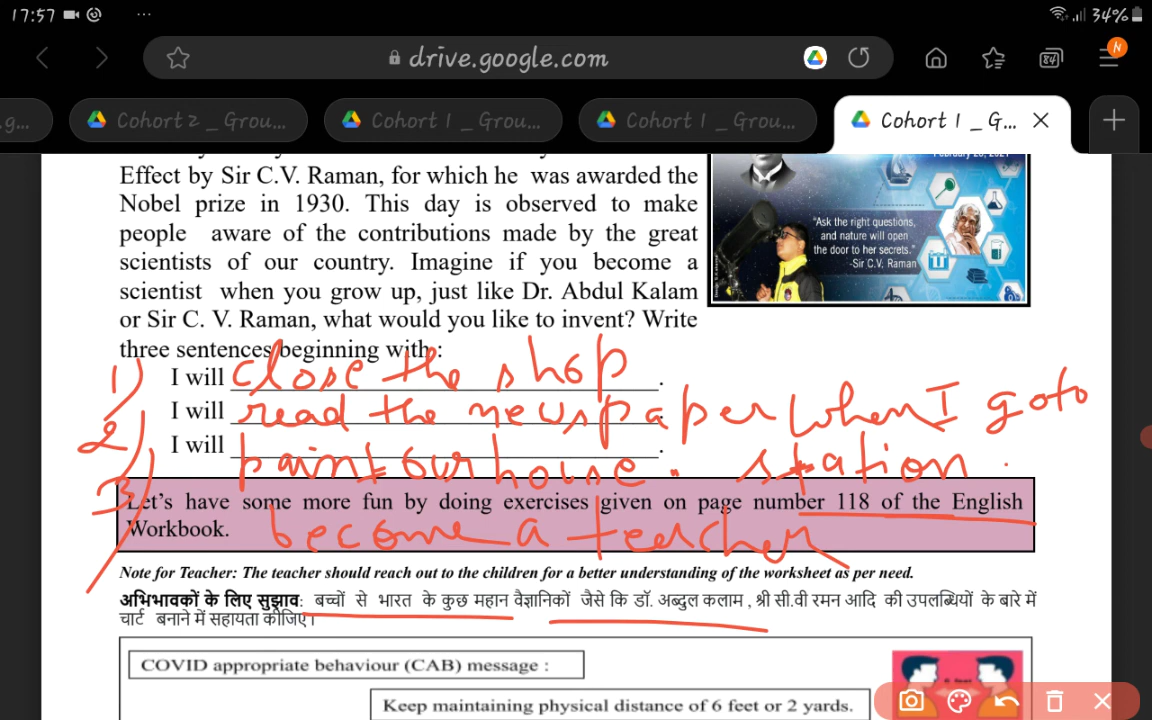 17:57
34%
drive.google.com
84
N
.g...
Cohort 2 _ Grou...
Cohort 1 _ Grou...
Cohort 1 _ Grou...
Cohort 1 _ G...
Effect by Sir C.V. Raman, for which he was awarded the
Nobel prize in 1930. This day is observed to make
people aware of the contributions made by the great
scientists of our country. Imagine if you become a
scientist when you grow up, just like Dr. Abdul Kalam
or Sir C. V. Raman, what would you like to invent? Write
three sentences beginning with :
"Ask the right questions,
and nature will open
the door to her secrets."
-Sir C.V. Raman
1) I will close the shop.
2) I will read the newspaper when I go to
station.
I will paint our house.
3) become a teacher
Let's have some more fun by doing exercises given on page number 118 of the English
Workbook.
Note for Teacher: The teacher should reach out to the children for a better understanding of the worksheet as per need.
अभिभावकों के लिए सुझाव: बच्चों से भारत के कुछ महान वैज्ञानिकों जैसे कि डॉ. अब्दुल कलाम , श्री सी.वी रमन आदि की उपलब्धियों के बारे में
चार्ट बनाने में सहायता कीजिए।
COVID appropriate behaviour (CAB) message :
Keep maintaining physical distance of 6 feet or 2 yards.